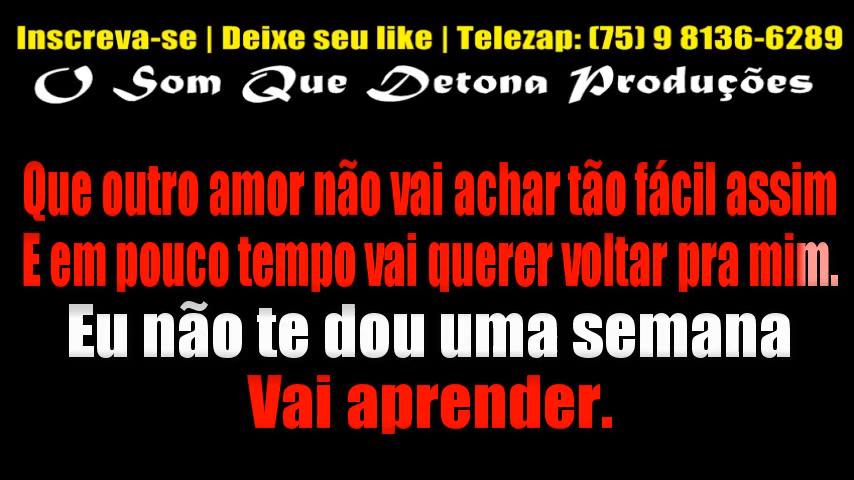 Inscreva-se | Deixe seu like | Telezap: (75) 9 8136-6289
O Som Que Detona Produções
Que outro amor não vai achar tão fácil assim
E em pouco tempo vai querer voltar pra mim.
Eu não te dou uma semana
Vai aprender.